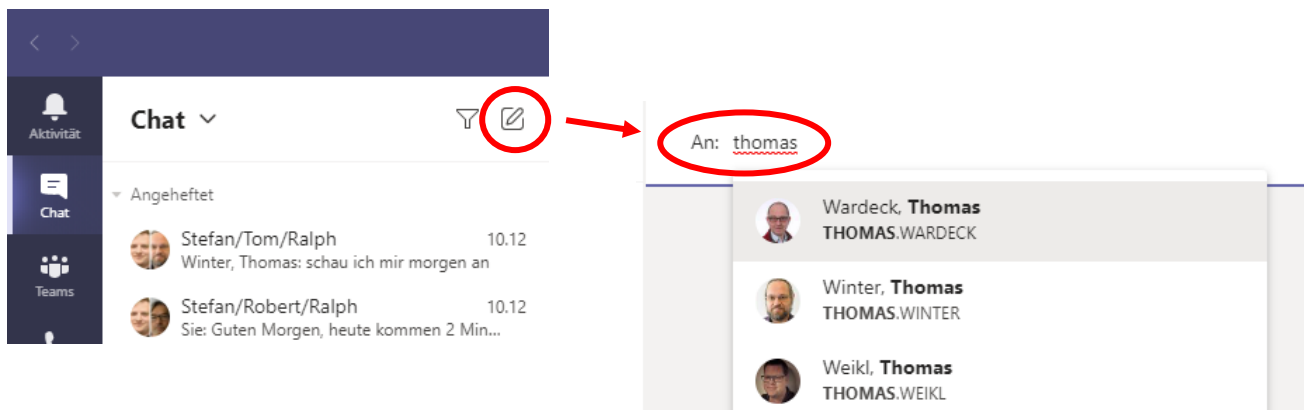 Aktivität
Chat
Teams
Chat
Angeheftet
Stefan/Tom/Ralph 10.12
Winter, Thomas: schau ich mir morgen an
Stefan/Robert/Ralph 10.12
Sie: Guten Morgen, heute kommen 2 Min...
An: thomas
Wardeck, Thomas
THOMAS.WARDECK
Winter, Thomas
THOMAS.WINTER
Weikl, Thomas
THOMAS.WEIKL